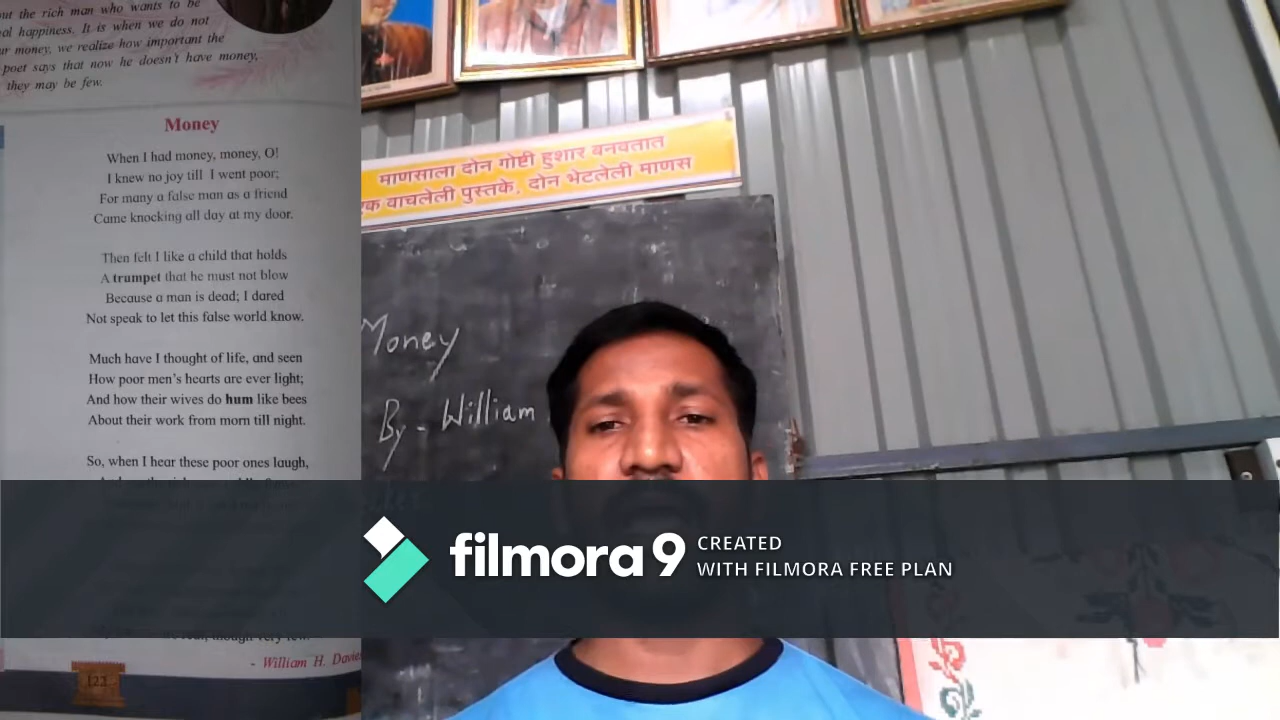 out the rich man who wants to be
al happiness. It is when we do not
ur money, we realize how important the
poet says that now he doesn't have money,
they may be few.
Money
When I had money, money, O!
I knew no joy till I went poor;
For many a false man as a friend
Came knocking all day at my door.
Then felt I like a child that holds
A trumpet that he must not blow
Because a man is dead; I dared
Not speak to let this false world know.
Much have I thought of life, and seen
How poor men's hearts are ever light;
And how their wives do hum like bees
About their work from morn till night.
So, when I hear these poor ones laugh,
- William H. Davies
122
माणसाला दोन गोष्टी हुशार बनवतात
एक वाचलेली पुस्तके, दोन भेटलेली माणस
Money
By - William
filmora9
CREATED
WITH FILMORA FREE PLAN